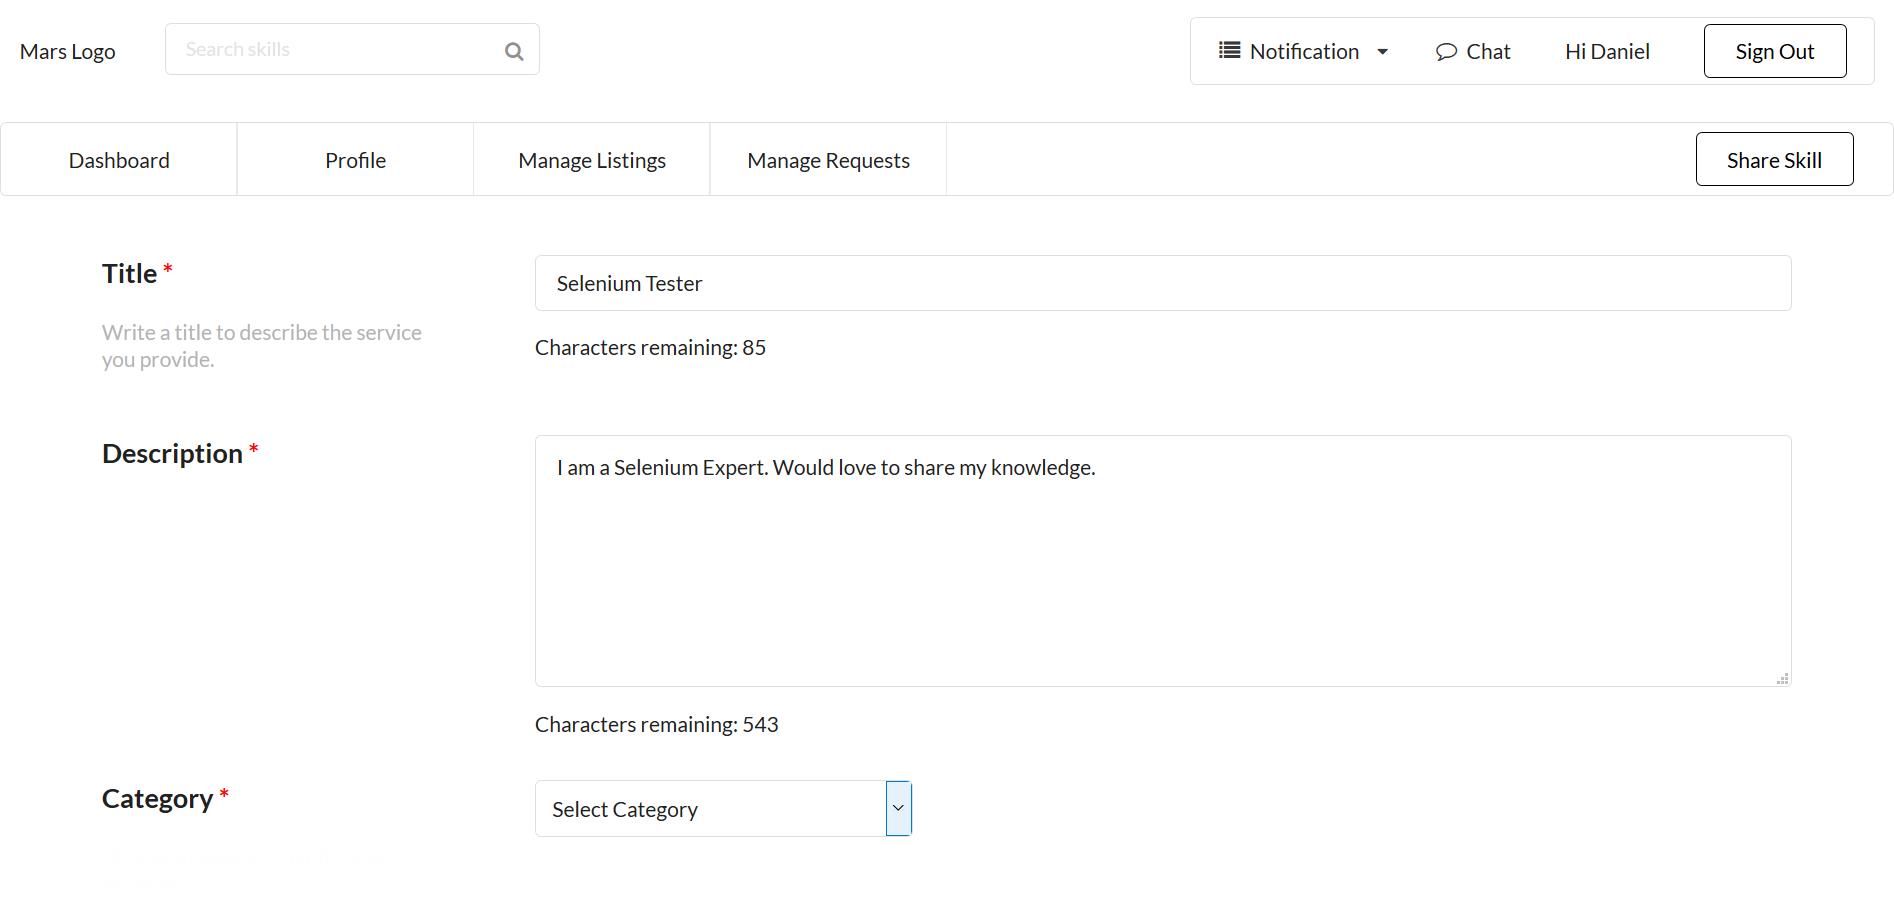 Mars Logo
Search skills
Notification
Chat
Hi Daniel
Sign Out
Dashboard
Profile
Manage Listings
Manage Requests
Share Skill
Title *
Write a title to describe the service
you provide.
Selenium Tester
Characters remaining: 85
Description *
I am a Selenium Expert. Would love to share my knowledge.
Characters remaining: 543
Category *
Select Category